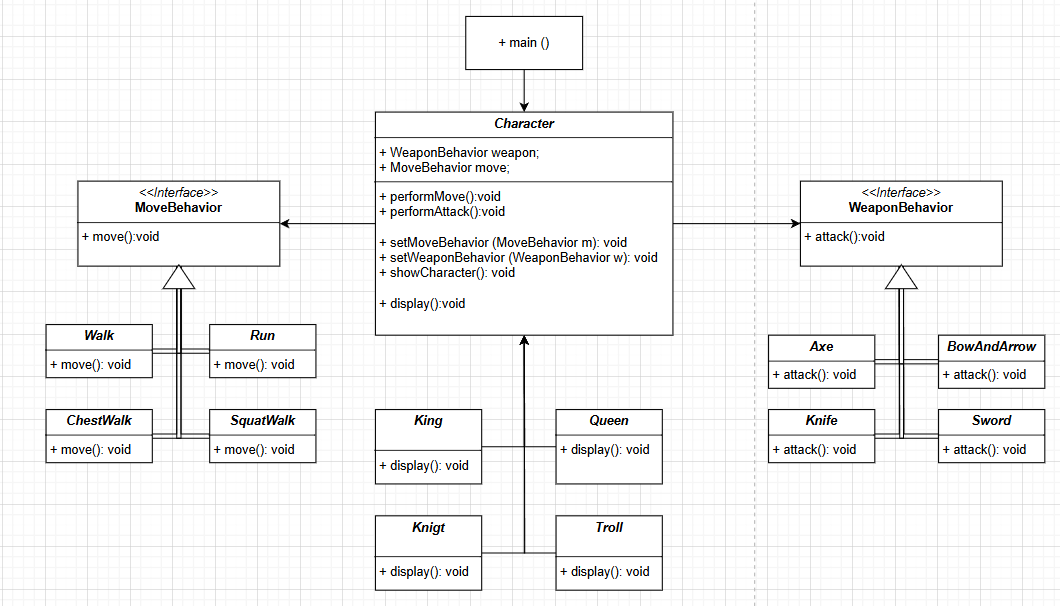 + main ()
Character
+ WeaponBehavior weapon;
+ MoveBehavior move;
+ performMove():void
+ performAttack():void
+ setMoveBehavior (MoveBehavior m): void
+ setWeaponBehavior (WeaponBehavior w): void
+ showCharacter(): void
+ display():void
<<Interface>>
MoveBehavior
+ move():void
<<Interface>>
WeaponBehavior
+ attack():void
Walk
+ move(): void
Run
+ move(): void
ChestWalk
+ move(): void
SquatWalk
+ move(): void
King
+ display(): void
Queen
+ display(): void
Knigt
+ display(): void
Troll
+ display(): void
Axe
+ attack(): void
BowAndArrow
+ attack(): void
Knife
+ attack(): void
Sword
+ attack(): void